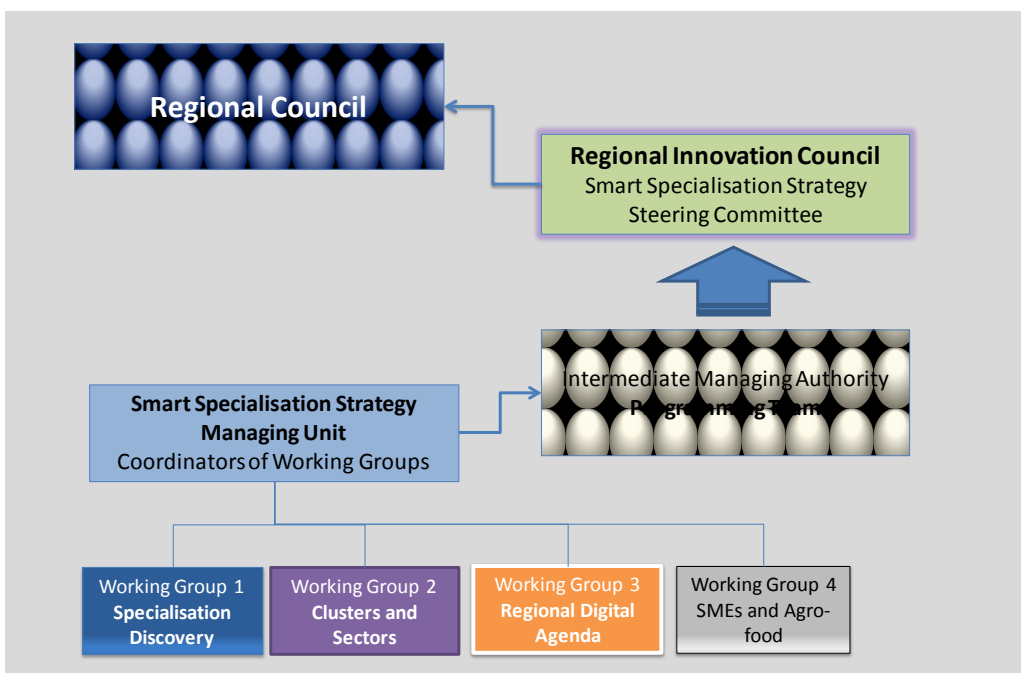 Regional Council
Regional Innovation Council
Smart Specialisation Strategy
Steering Committee
Intermediate Managing Authority
Programming Team
Smart Specialisation Strategy
Managing Unit
Coordinators of Working Groups
Working Group 1
Specialisation
Discovery
Working Group 2
Clusters and
Sectors
Working Group 3
Regional Digital
Agenda
Working Group 4
SMEs and Agro-
food